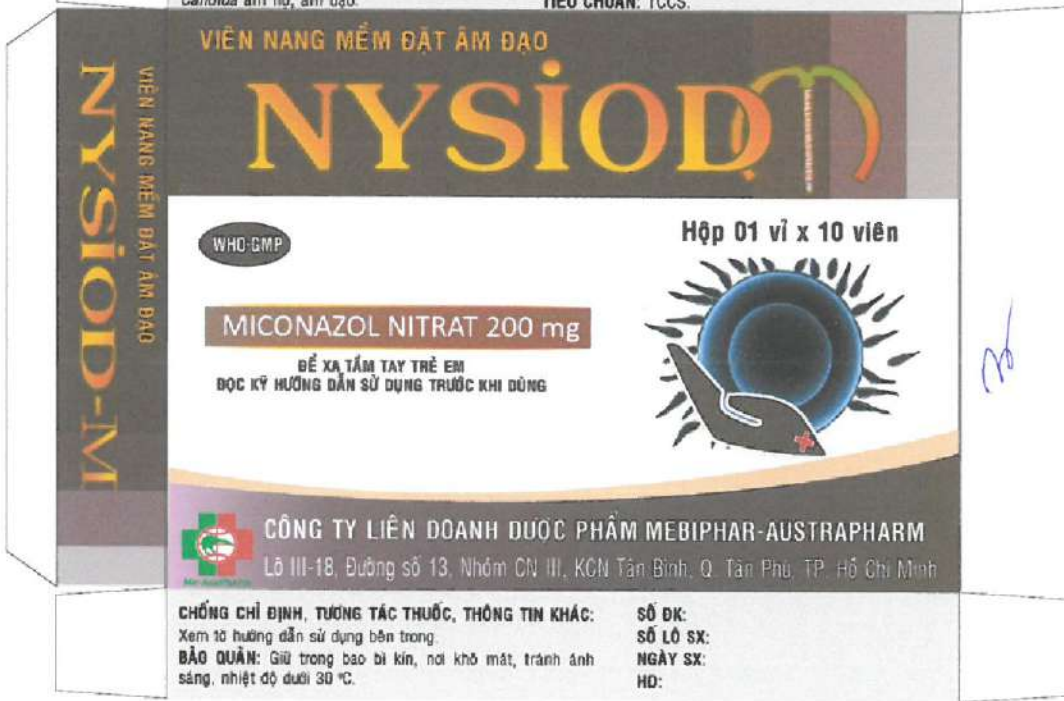 Candida âm hộ, âm đạo.
TIÊU CHUẨN: TCCS.
VIÊN NANG MỀM ĐẶT ÂM ĐẠO
NYSIOD-M
VIÊN NANG MỀM ĐẶT ÂM ĐẠO
NYSIOD
WHO-GMP
Hộp 01 vỉ x 10 viên
MICONAZOL NITRAT 200 mg
ĐỂ XA TẦM TAY TRẺ EM
ĐỌC KỸ HƯỚNG DẪN SỬ DỤNG TRƯỚC KHI DÙNG
CÔNG TY LIÊN DOANH DƯỢC PHẨM MEBIPHAR-AUSTRAPHARM
Lô III-18, Đường số 13, Nhóm CN III, KCN Tân Bình, Q. Tân Phú, TP. Hồ Chí Minh
CHỐNG CHỈ ĐỊNH, TƯƠNG TÁC THUỐC, THÔNG TIN KHÁC:
Xem tờ hướng dẫn sử dụng bên trong.
BẢO QUẢN: Giữ trong bao bì kín, nơi khô mát, tránh ánh
sáng, nhiệt độ dưới 30 °C.
SỐ ĐK:
SỐ LÔ SX:
NGÀY SX:
HD: